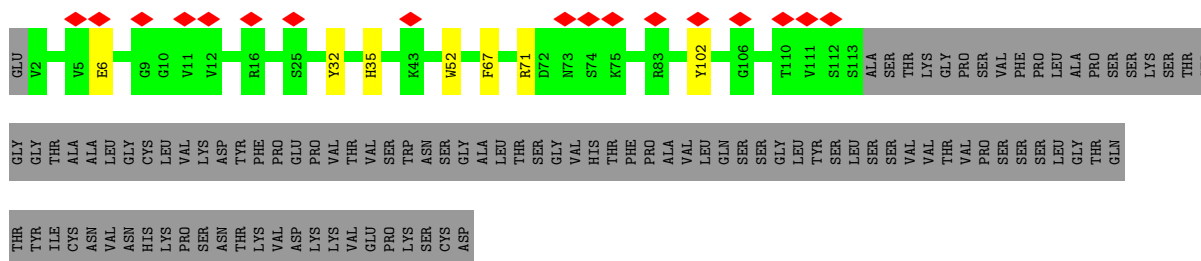 GLU V2 V5 E6 G9 G10 V11 V12 R16 S25 Y32 H35 K43 W52 F67 R71 D72 N73 S74 K75 R83 Y102 G106 T110 V111 S112 S113 ALA SER THR LYS GLY PRO SER VAL PHE PRO LEU ALA PRO SER SER LYS SER THR
GLY GLY THR ALA ALA LEU GLY CYS LEU VAL LYS ASP TYR PHE PRO GLU PRO VAL THR VAL SER TRP ASN SER GLY ALA LEU THR SER GLY VAL HIS THR PHE PRO ALA VAL LEU GLN SER SER GLY LEU TYR SER LEU SER SER VAL VAL THR VAL PRO SER SER SER LEU GLY THR GLN
THR TYR ILE CYS ASN VAL ASN HIS LYS PRO SER ASN THR LYS VAL ASP LYS LYS VAL GLU PRO LYS SER CYS ASP